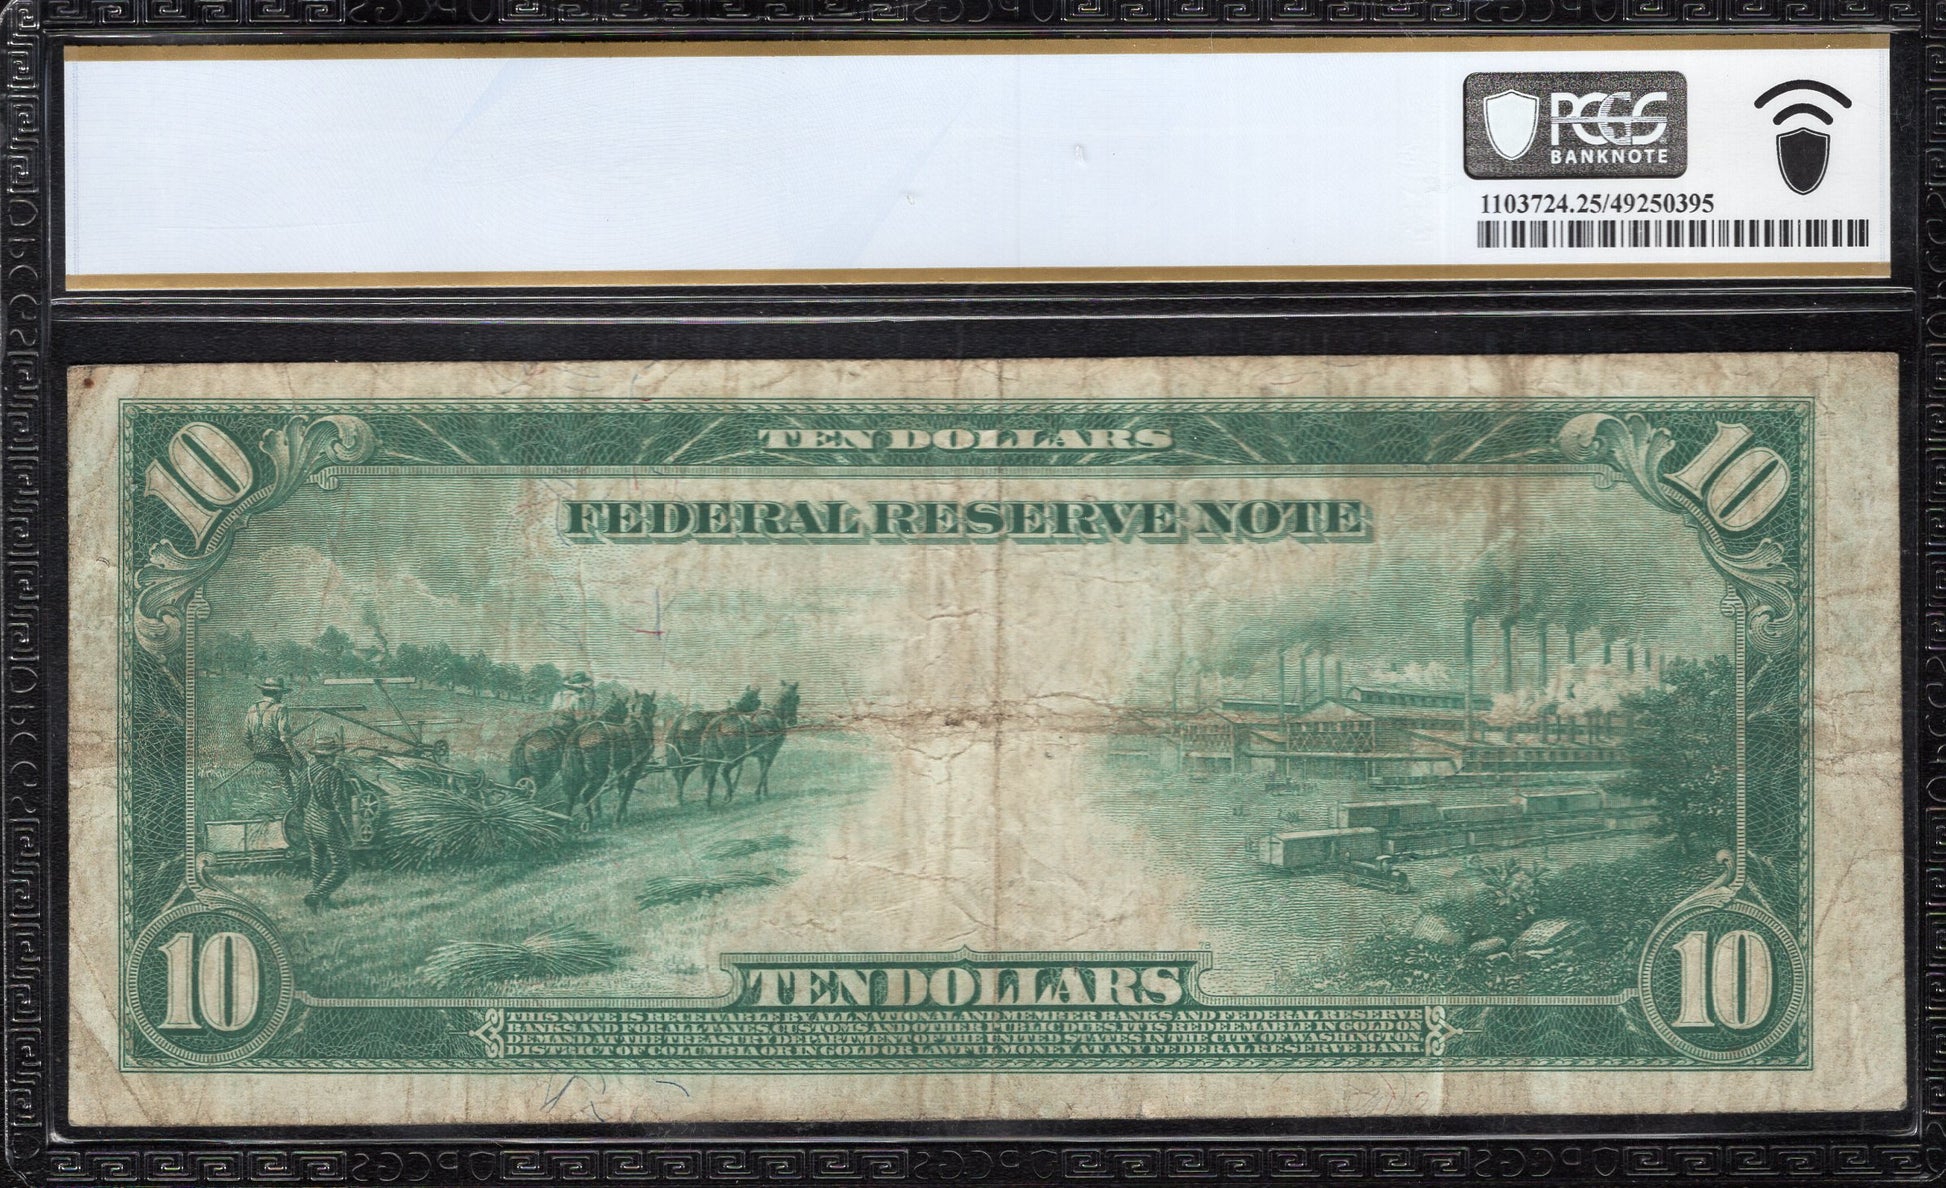 PCGS
BANKNOTE
1103724.25/49250395
10 TEN DOLLARS 10
FEDERAL RESERVE NOTE
78
10 TEN DOLLARS 10
THIS NOTE IS RECEIVABLE BY ALL NATIONAL AND MEMBER BANKS AND FEDERAL RESERVE
BANKS AND FOR ALL TAXES, CUSTOMS AND OTHER PUBLIC DUES. IT IS REDEEMABLE IN GOLD ON
DEMAND AT THE TREASURY DEPARTMENT OF THE UNITED STATES IN THE CITY OF WASHINGTON
DISTRICT OF COLUMBIA OR IN GOLD OR LAWFUL MONEY AT ANY FEDERAL RESERVE BANK.